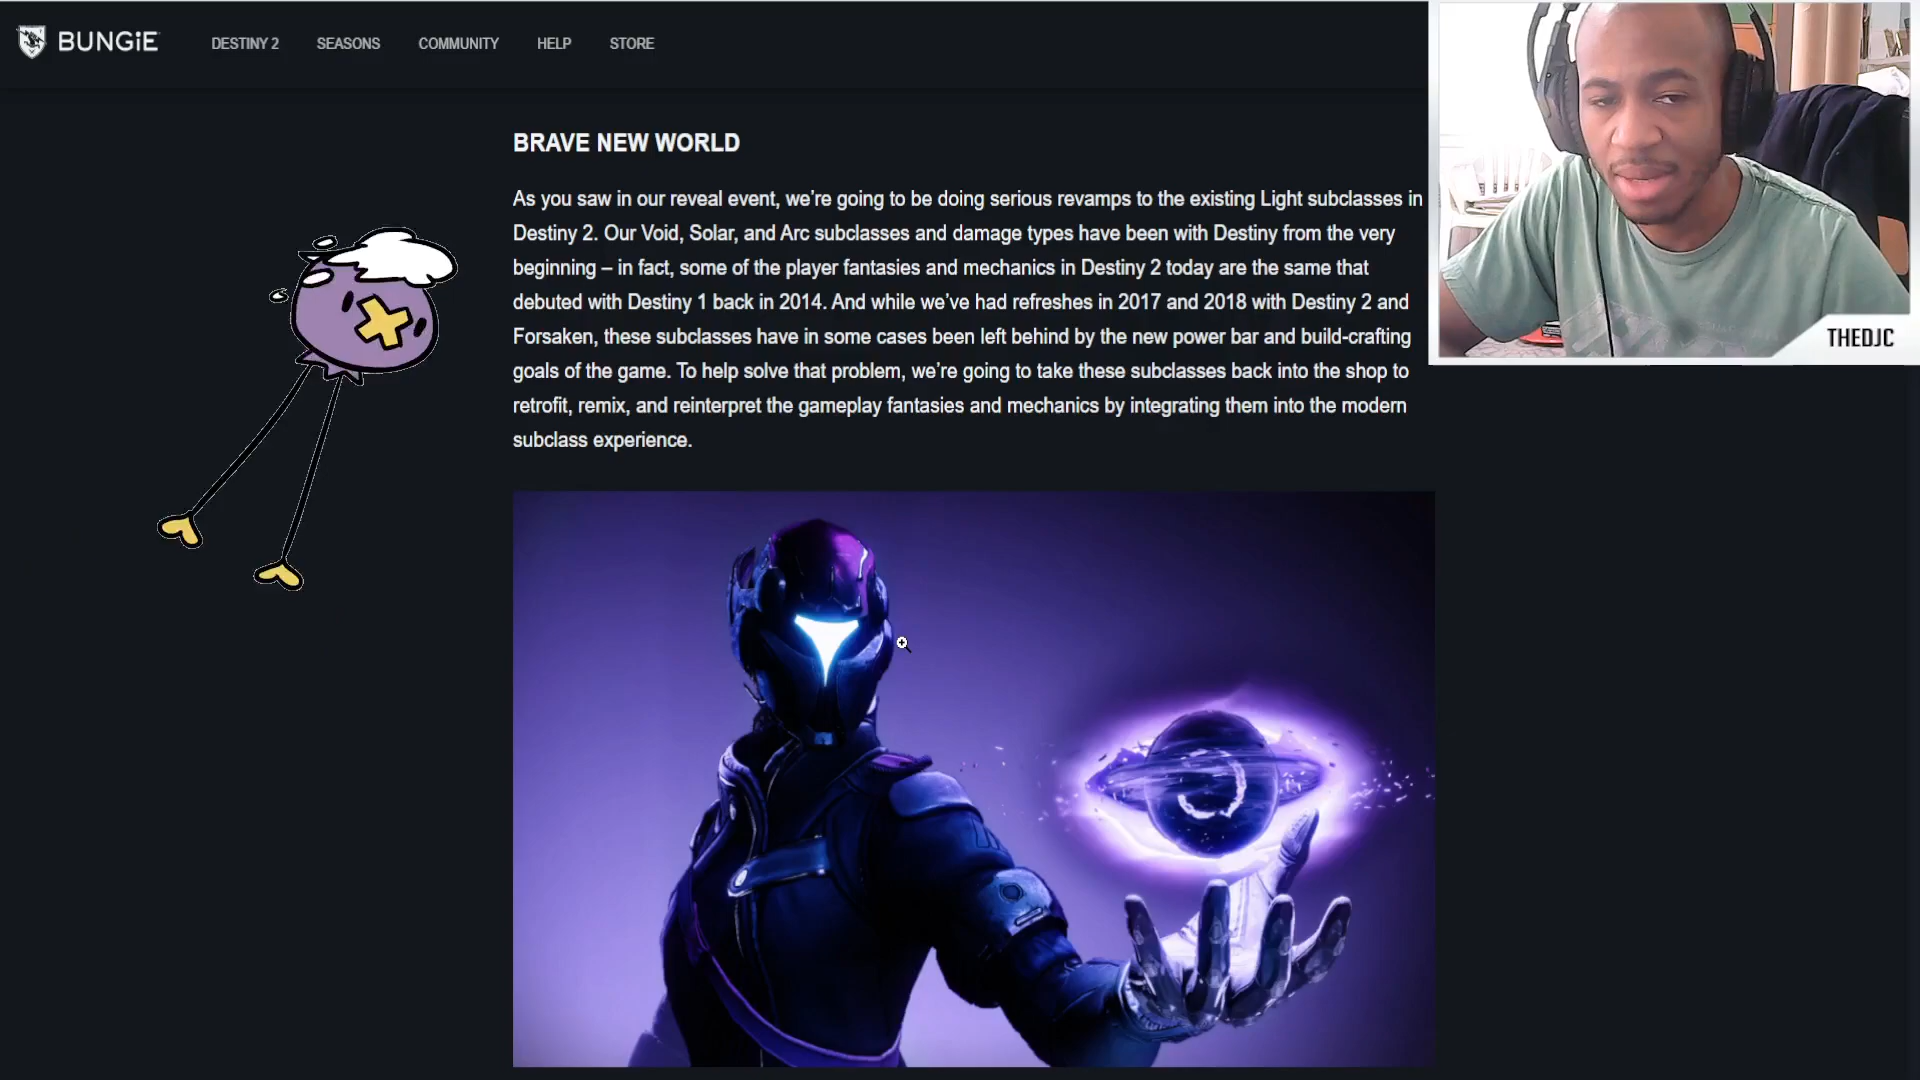 BUNGiE
DESTINY 2 SEASONS COMMUNITY HELP STORE
BRAVE NEW WORLD
As you saw in our reveal event, we’re going to be doing serious revamps to the existing Light subclasses in
Destiny 2. Our Void, Solar, and Arc subclasses and damage types have been with Destiny from the very
beginning – in fact, some of the player fantasies and mechanics in Destiny 2 today are the same that
debuted with Destiny 1 back in 2014. And while we’ve had refreshes in 2017 and 2018 with Destiny 2 and
Forsaken, these subclasses have in some cases been left behind by the new power bar and build-crafting
goals of the game. To help solve that problem, we’re going to take these subclasses back into the shop to
retrofit, remix, and reinterpret the gameplay fantasies and mechanics by integrating them into the modern
subclass experience.
THEDJC